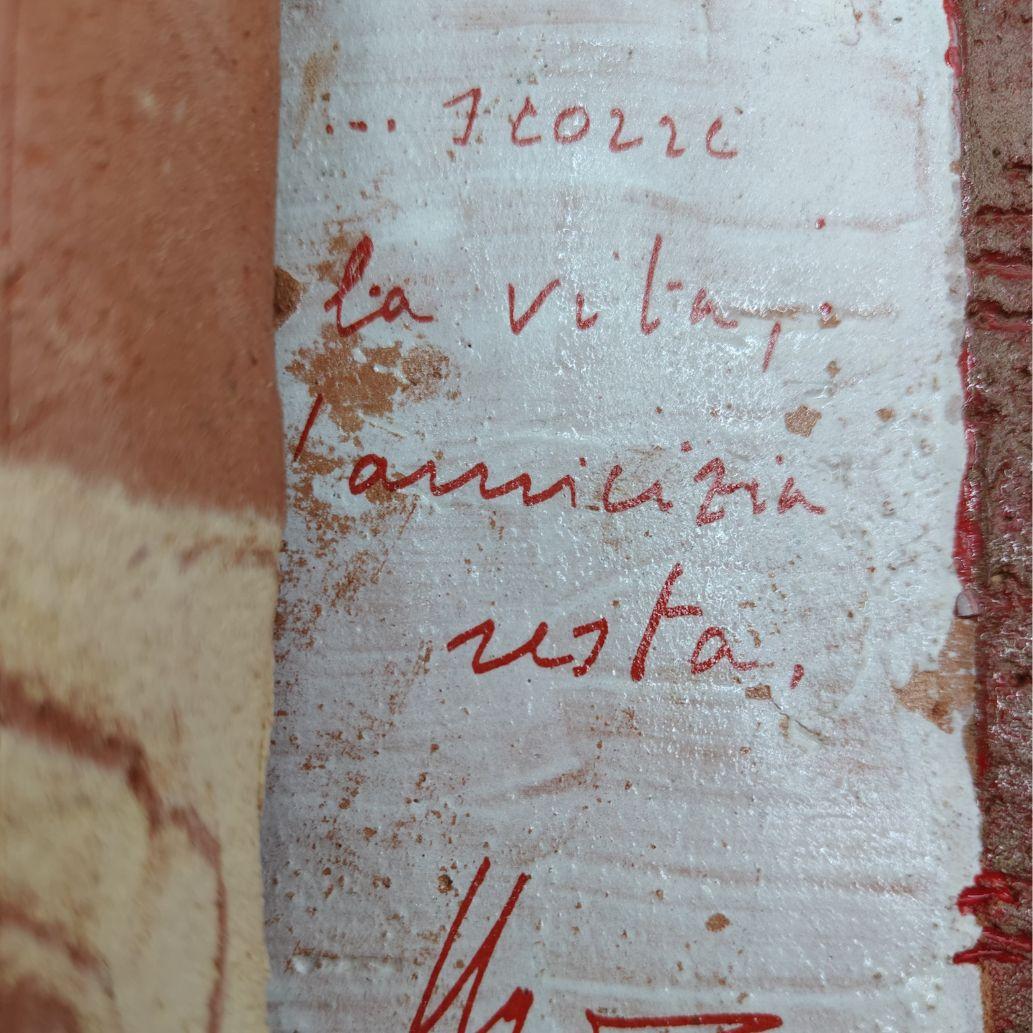 ... scorre
la vita,
l'amicizia
resta,